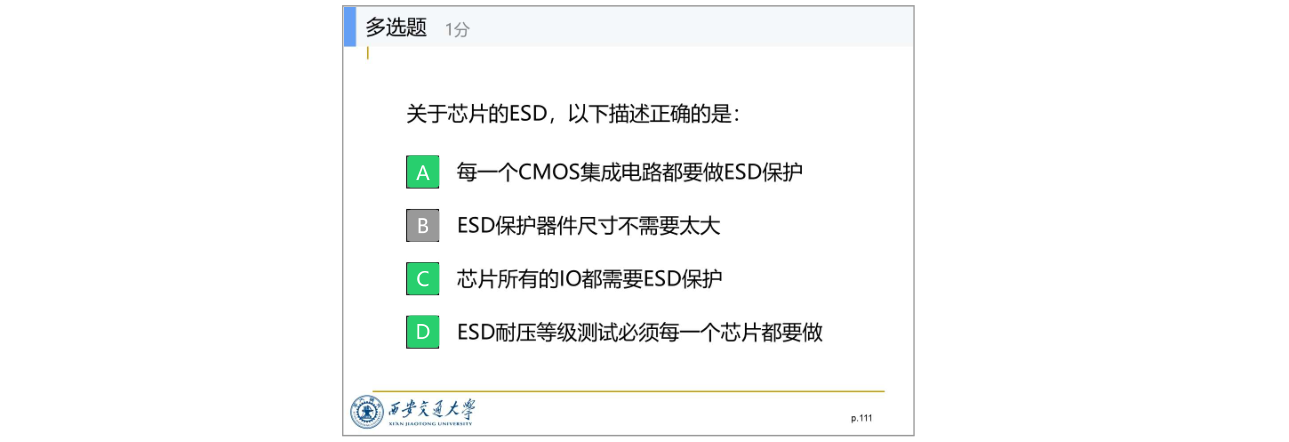 多选题 1分
关于芯片的ESD，以下描述正确的是：
A 每一个CMOS集成电路都要做ESD保护
B ESD保护器件尺寸不需要太大
C 芯片所有的IO都需要ESD保护
D ESD耐压等级测试必须每一个芯片都要做
西安交通大学
XI'AN JIAOTONG UNIVERSITY
p.111